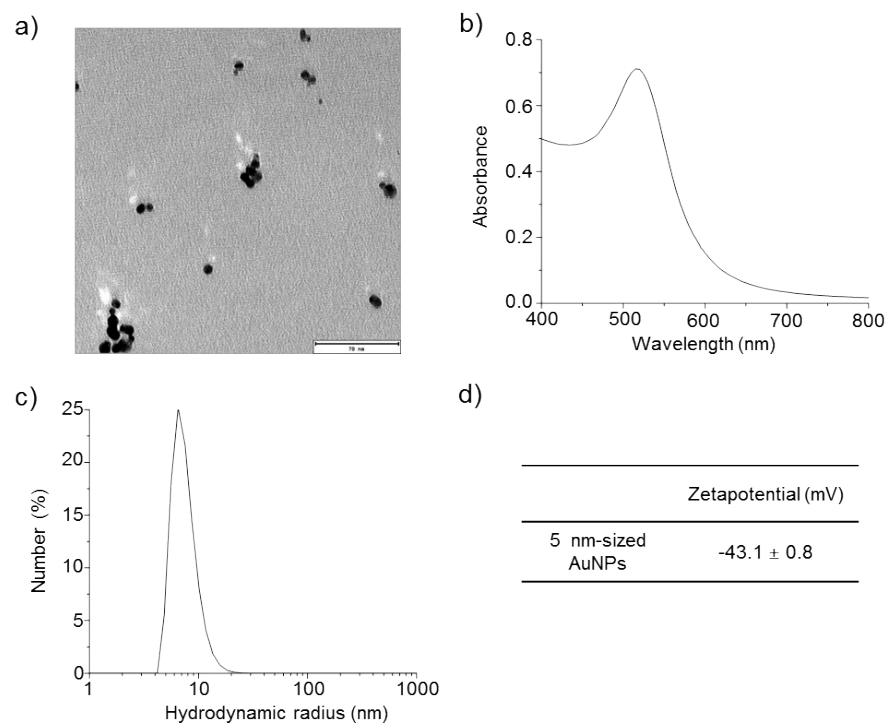 a)
70 nm
b)
0.8
0.6
0.4
0.2
0.0
Absorbance
400 500 600 700 800
Wavelength (nm)
c)
25
20
15
10
5
0
Number (%)
1 10 100 1000
Hydrodynamic radius (nm)
d)
Zetapotential (mV)
5 nm-sized
AuNPs
-43.1 ± 0.8